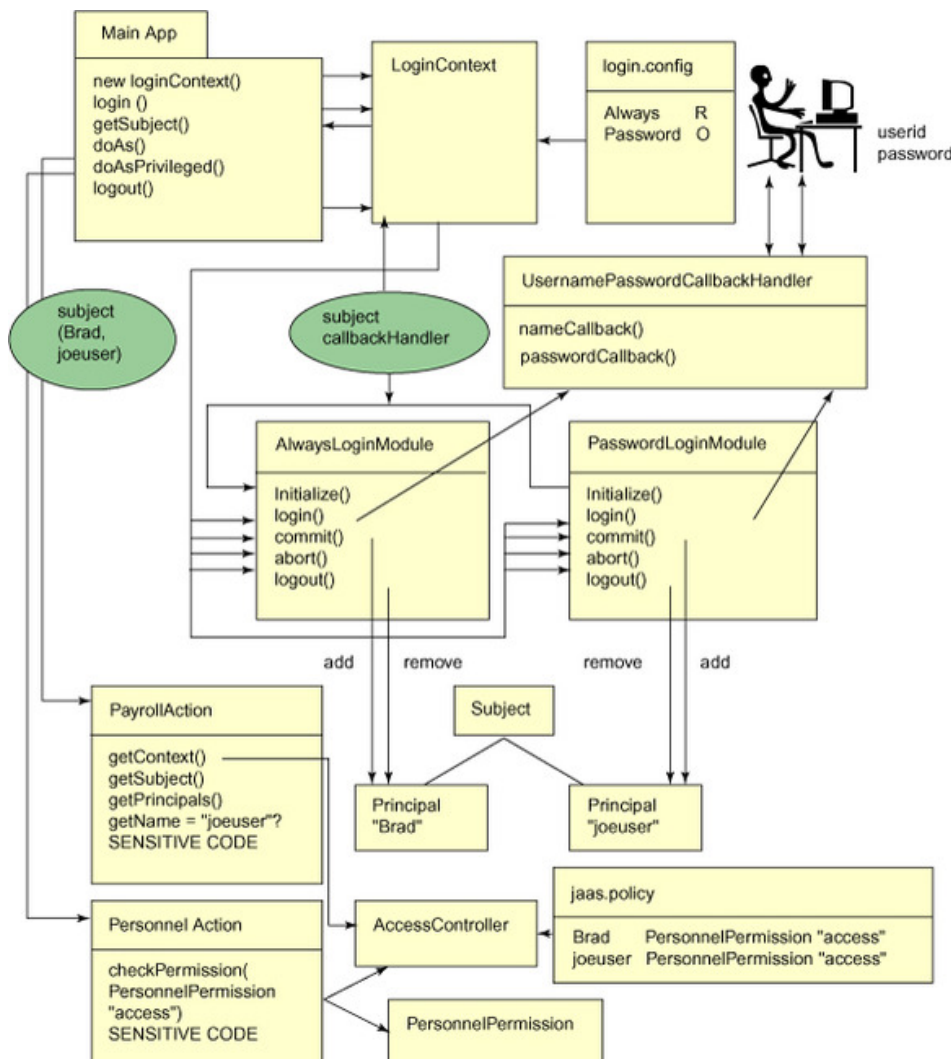 Main App
new loginContext()
login ()
getSubject()
doAs()
doAsPrivileged()
logout()
LoginContext
login.config
Always R
Password O
userid
password
UsernamePasswordCallbackHandler
nameCallback()
passwordCallback()
subject
(Brad,
joeuser)
subject
callbackHandler
AlwaysLoginModule
Initialize()
login()
commit()
abort()
logout()
PasswordLoginModule
Initialize()
login()
commit()
abort()
logout()
add
remove
remove
add
PayrollAction
getContext()
getSubject()
getPrincipals()
getName = "joeuser"?
SENSITIVE CODE
Subject
Principal
"Brad"
Principal
"joeuser"
Personnel Action
checkPermission(
PersonnelPermission
"access")
SENSITIVE CODE
AccessController
jaas.policy
Brad PersonnelPermission "access"
joeuser PersonnelPermission "access"
PersonnelPermission